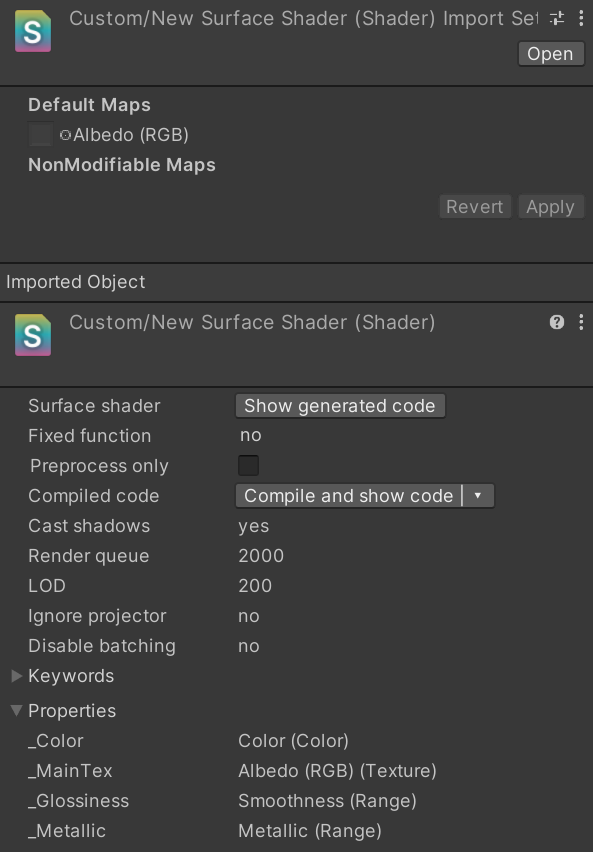 S Custom/New Surface Shader (Shader) Import Set
Open
Default Maps
Albedo (RGB)
NonModifiable Maps
Revert Apply
Imported Object
S Custom/New Surface Shader (Shader) ?
Surface shader Show generated code
Fixed function no
Preprocess only
Compiled code Compile and show code
Cast shadows yes
Render queue 2000
LOD 200
Ignore projector no
Disable batching no
Keywords
Properties
_Color Color (Color)
_MainTex Albedo (RGB) (Texture)
_Glossiness Smoothness (Range)
_Metallic Metallic (Range)